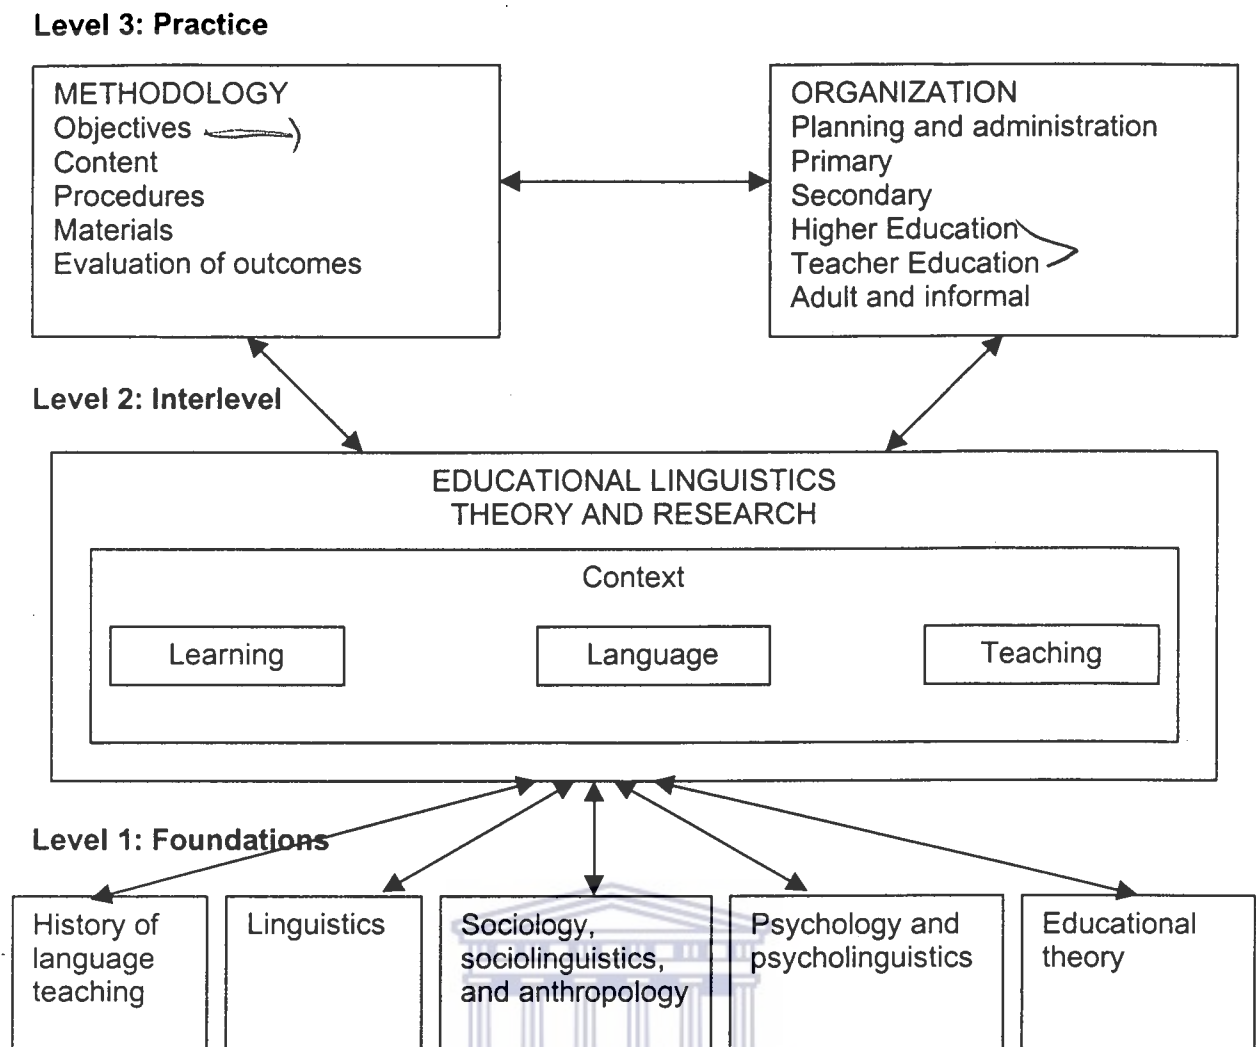 Level 3: Practice
METHODOLOGY
Objectives
Content
Procedures
Materials
Evaluation of outcomes
ORGANIZATION
Planning and administration
Primary
Secondary
Higher Education
Teacher Education
Adult and informal
Level 2: Interlevel
EDUCATIONAL LINGUISTICS
THEORY AND RESEARCH
Context
Learning
Language
Teaching
Level 1: Foundations
History of
language
teaching
Linguistics
Sociology,
sociolinguistics,
and anthropology
Psychology and
psycholinguistics
Educational
theory